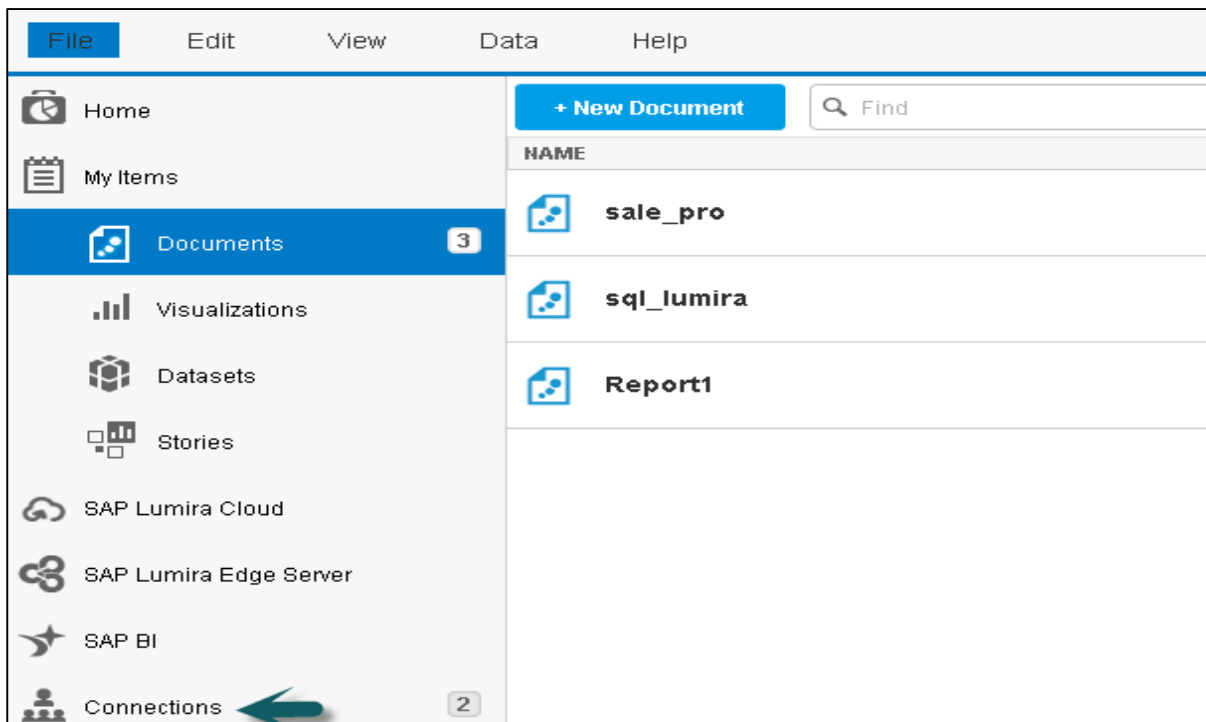 File Edit View Data Help
Home
My Items
Documents 3
Visualizations
Datasets
Stories
SAP Lumira Cloud
SAP Lumira Edge Server
SAP BI
Connections 2
+ New Document Find
NAME
sale_pro
sql_lumira
Report1